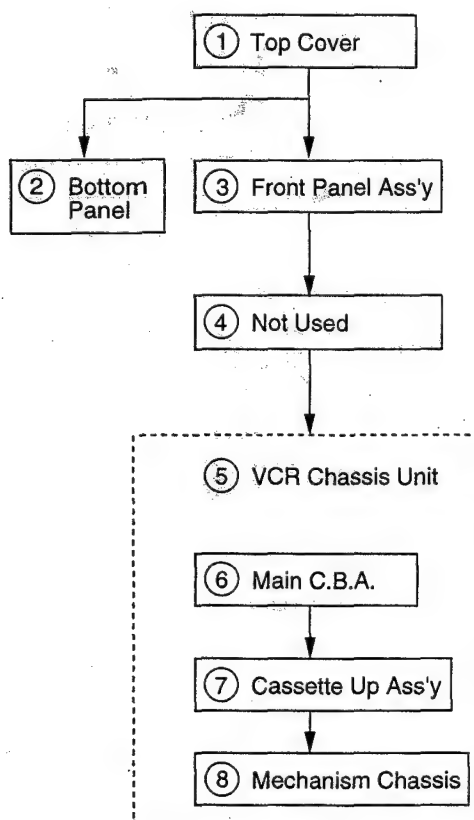 1 Top Cover
2 Bottom
Panel
3 Front Panel Ass'y
4 Not Used
5 VCR Chassis Unit
6 Main C.B.A.
7 Cassette Up Ass'y
8 Mechanism Chassis